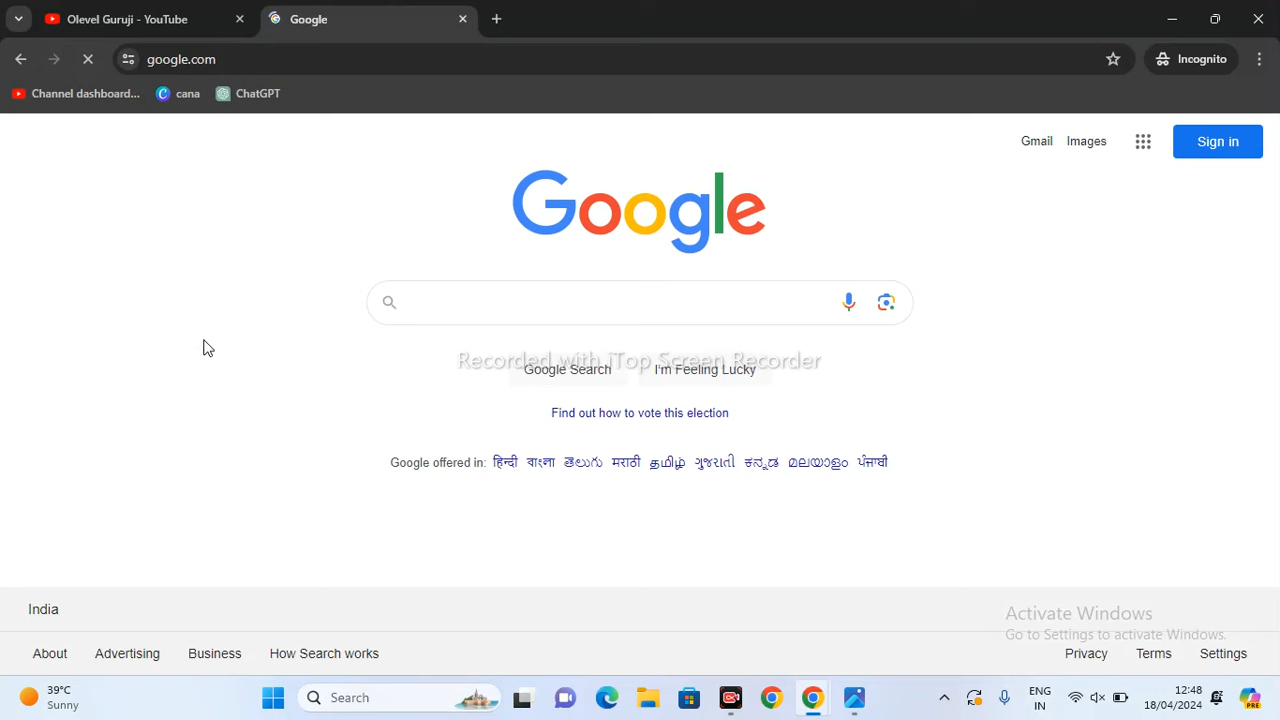 Olevel Guruji - YouTube
Google
google.com
Incognito
Channel dashboard...
cana
ChatGPT
Gmail
Images
Sign in
Google
Recorded with iTop Screen Recorder
Google Search
I'm Feeling Lucky
Find out how to vote this election
Google offered in: हिन्दी বাংলা తెలుగు मराठी தமிழ் ગુજરાતી ಕನ್ನಡ മലയാളം ਪੰਜਾਬੀ
India
Activate Windows
Go to Settings to activate Windows.
About
Advertising
Business
How Search works
Privacy
Terms
Settings
39°C
Sunny
Search
ENG
IN
12:48
18/04/2024
PRE